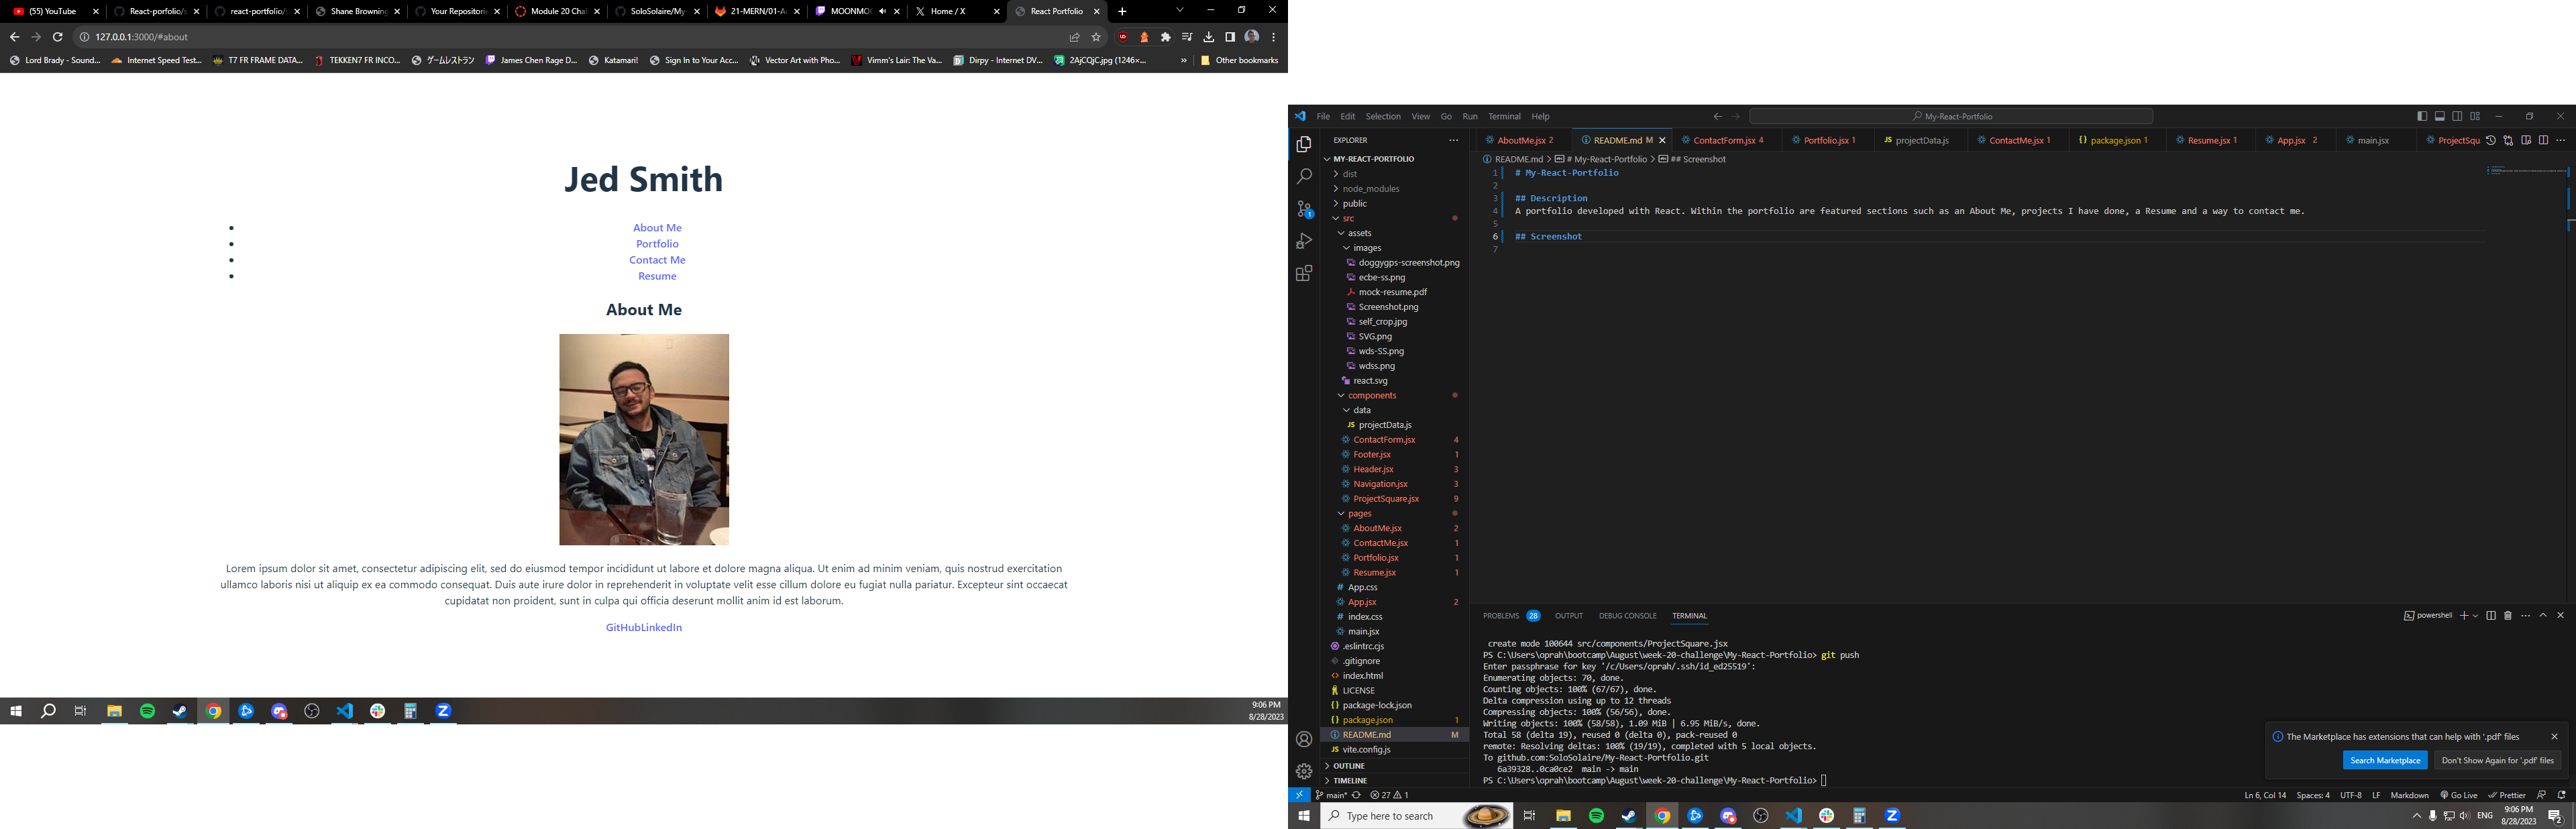 (55) YouTube
React-porfolio/s
react-portfolio/s
Shane Browning
Your Repositorie
Module 20 Chal
SoloSolaire/My-
21-MERN/01-Ac
MOONMOO
Home / X
React Portfolio
127.0.0.1:3000/#about
Lord Brady - Sound...
Internet Speed Test...
T7 FR FRAME DATA...
TEKKEN7 FR INCO...
ゲームレストラン
James Chen Rage D...
Katamari!
Sign In to Your Acc...
Vector Art with Pho...
Vimm's Lair: The Va...
Dirpy - Internet DV...
2AjCQjC.jpg (1246×...
»
Other bookmarks
Jed Smith
• About Me
• Portfolio
• Contact Me
• Resume
About Me
Lorem ipsum dolor sit amet, consectetur adipiscing elit, sed do eiusmod tempor incididunt ut labore et dolore magna aliqua. Ut enim ad minim veniam, quis nostrud exercitation
ullamco laboris nisi ut aliquip ex ea commodo consequat. Duis aute irure dolor in reprehenderit in voluptate velit esse cillum dolore eu fugiat nulla pariatur. Excepteur sint occaecat
cupidatat non proident, sunt in culpa qui officia deserunt mollit anim id est laborum.
GitHubLinkedIn
9:06 PM
8/28/2023
File Edit Selection View Go Run Terminal Help
My-React-Portfolio
EXPLORER
MY-REACT-PORTFOLIO
dist
node_modules
public
src
assets
images
doggygps-screenshot.png
ecbe-ss.png
mock-resume.pdf
Screenshot.png
self_crop.jpg
SVG.png
wds-SS.png
wdss.png
react.svg
components
data
projectData.js
ContactForm.jsx 4
Footer.jsx 1
Header.jsx 3
Navigation.jsx 3
ProjectSquare.jsx 9
pages
AboutMe.jsx 2
ContactMe.jsx 1
Portfolio.jsx 1
Resume.jsx 1
App.css
App.jsx 2
index.css
main.jsx
.eslintrc.cjs
.gitignore
index.html
LICENSE
package-lock.json
package.json 1
README.md M
vite.config.js
OUTLINE
TIMELINE
AboutMe.jsx 2
README.md M
ContactForm.jsx 4
Portfolio.jsx 1
projectData.js
ContactMe.jsx 1
package.json 1
Resume.jsx 1
App.jsx 2
main.jsx
ProjectSqu
README.md > # My-React-Portfolio > ## Screenshot
1 # My-React-Portfolio
2
3 ## Description
4 A portfolio developed with React. Within the portfolio are featured sections such as an About Me, projects I have done, a Resume and a way to contact me.
5
6 ## Screenshot
7
PROBLEMS 28 OUTPUT DEBUG CONSOLE TERMINAL
powershell
create mode 100644 src/components/ProjectSquare.jsx
PS C:\Users\oprah\bootcamp\August\week-20-challenge\My-React-Portfolio> git push
Enter passphrase for key '/c/Users/oprah/.ssh/id_ed25519':
Enumerating objects: 70, done.
Counting objects: 100% (67/67), done.
Delta compression using up to 12 threads
Compressing objects: 100% (56/56), done.
Writing objects: 100% (58/58), 1.09 MiB | 6.95 MiB/s, done.
Total 58 (delta 19), reused 0 (delta 0), pack-reused 0
remote: Resolving deltas: 100% (19/19), completed with 5 local objects.
To github.com:SoloSolaire/My-React-Portfolio.git
6a39328..0ca0ce2 main -> main
PS C:\Users\oprah\bootcamp\August\week-20-challenge\My-React-Portfolio>
The Marketplace has extensions that can help with '.pdf' files
Search Marketplace
Don't Show Again for '.pdf' files
main* 27 1
Ln 6, Col 14 Spaces: 4 UTF-8 LF Markdown Go Live Prettier
Type here to search
ENG
9:06 PM
8/28/2023
2